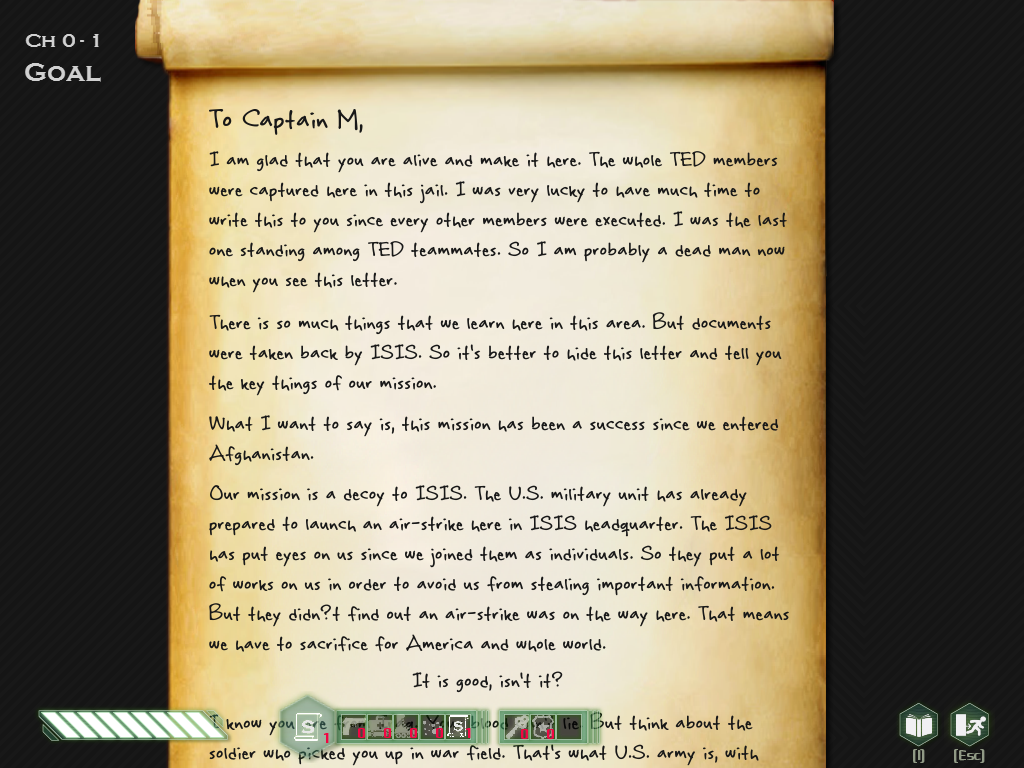 CH 0 - 1
GOAL
To Captain M,
I am glad that you are alive and make it here. The whole TED members
were captured here in this jail. I was very lucky to have much time to
write this to you since every other members were executed. I was the last
one standing among TED teammates. So I am probably a dead man now
when you see this letter.
There is so much things that we learn here in this area. But documents
were taken back by ISIS. So it's better to hide this letter and tell you
the key things of our mission.
What I want to say is, this mission has been a success since we entered
Afghanistan.
Our mission is a decoy to ISIS. The U.S. military unit has already
prepared to launch an air-strike here in ISIS headquarter. The ISIS
has put eyes on us since we joined them as individuals. So they put a lot
of works on us in order to avoid us from stealing important information.
But they didn?t find out an air-strike was on the way here. That means
we have to sacrifice for America and whole world.
It is good, isn't it?
I know you blood lie. But think about the
soldier who picked you up in war field. That's what U.S. army is, with
S 1
S
[I] [Esc]